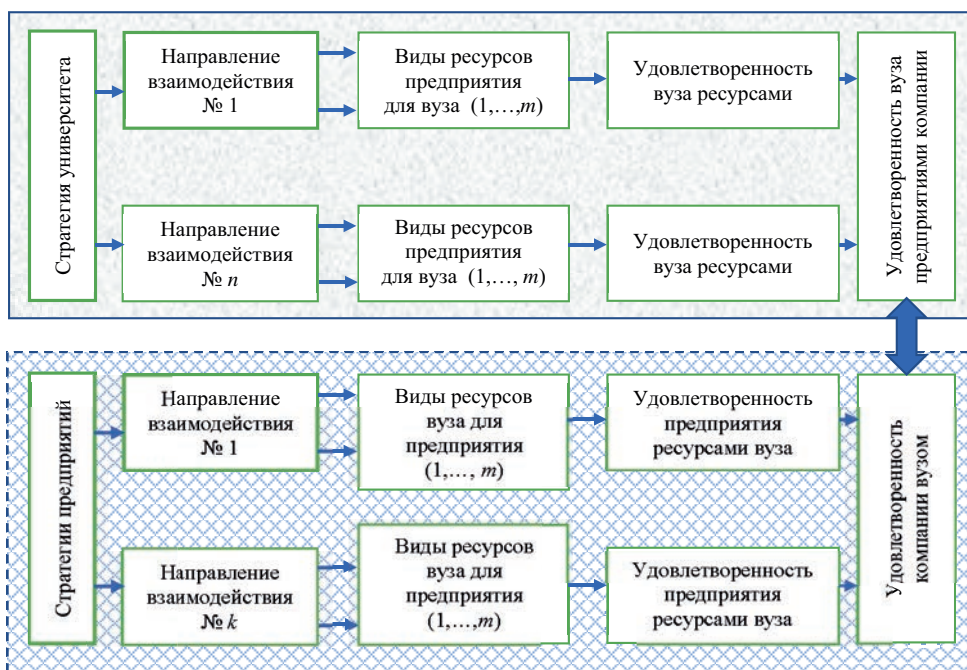 Стратегия университета
Направление
взаимодействия
№ 1
Виды ресурсов
предприятия
для вуза (1,…,m)
Удовлетворенность
вуза ресурсами
Удовлетворенность вуза
предприятиями компании
Направление
взаимодействия
№ n
Виды ресурсов
предприятия
для вуза (1,…, m)
Удовлетворенность
вуза ресурсами
Стратегии предприятий
Направление
взаимодействия
№ 1
Виды ресурсов
вуза для
предприятия
(1,…, m)
Удовлетворенность
предприятия
ресурсами вуза
Удовлетворенность
компании вузом
Направление
взаимодействия
№ k
Виды ресурсов
вуза для
предприятия
(1,…,m)
Удовлетворенность
предприятия
ресурсами вуза